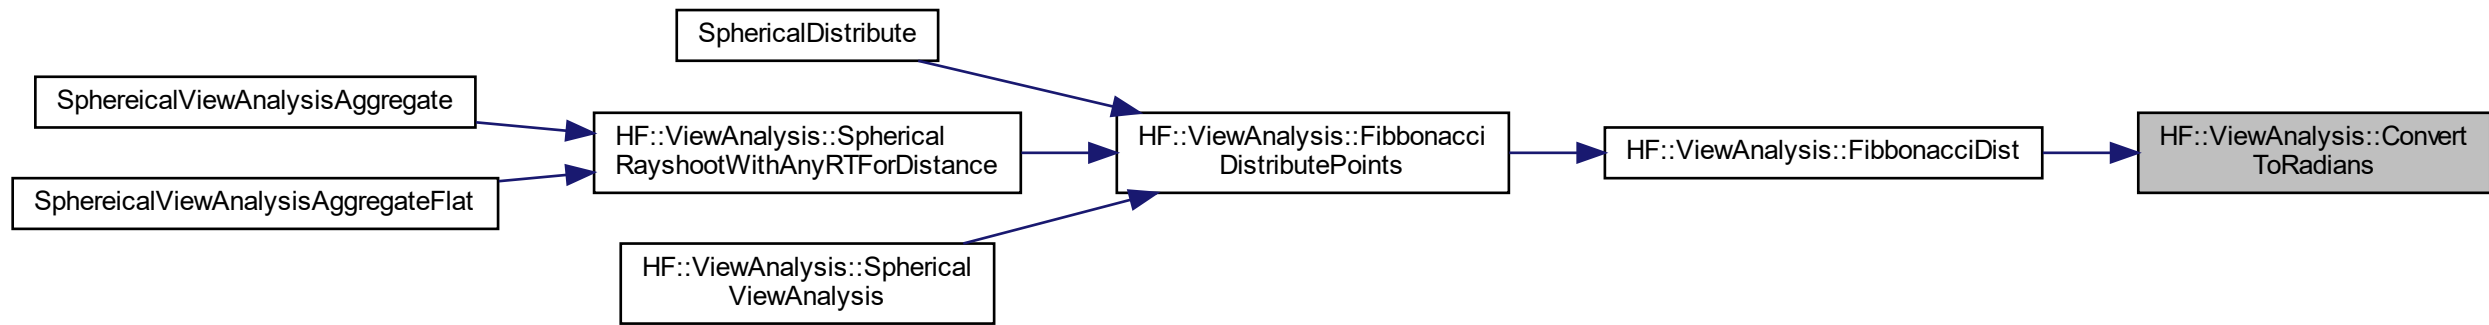 SphericalDistribute
SphereicalViewAnalysisAggregate
SphereicalViewAnalysisAggregateFlat
HF::ViewAnalysis::Spherical
RayshootWithAnyRTForDistance
HF::ViewAnalysis::Spherical
ViewAnalysis
HF::ViewAnalysis::Fibbonacci
DistributePoints
HF::ViewAnalysis::FibbonacciDist
HF::ViewAnalysis::Convert
ToRadians